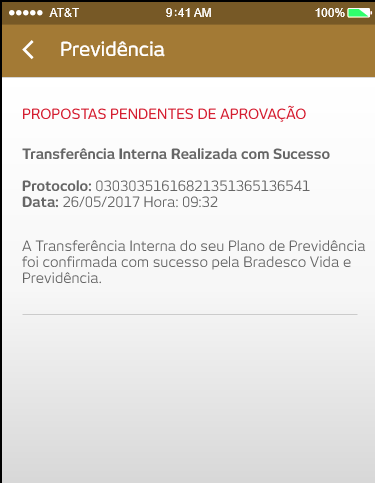 AT&T 9:41 AM 100%
Previdência
PROPOSTAS PENDENTES DE APROVAÇÃO
Transferência Interna Realizada com Sucesso
Protocolo: 03030351616821351365136541
Data: 26/05/2017 Hora: 09:32
A Transferência Interna do seu Plano de Previdência
foi confirmada com sucesso pela Bradesco Vida e
Previdência.